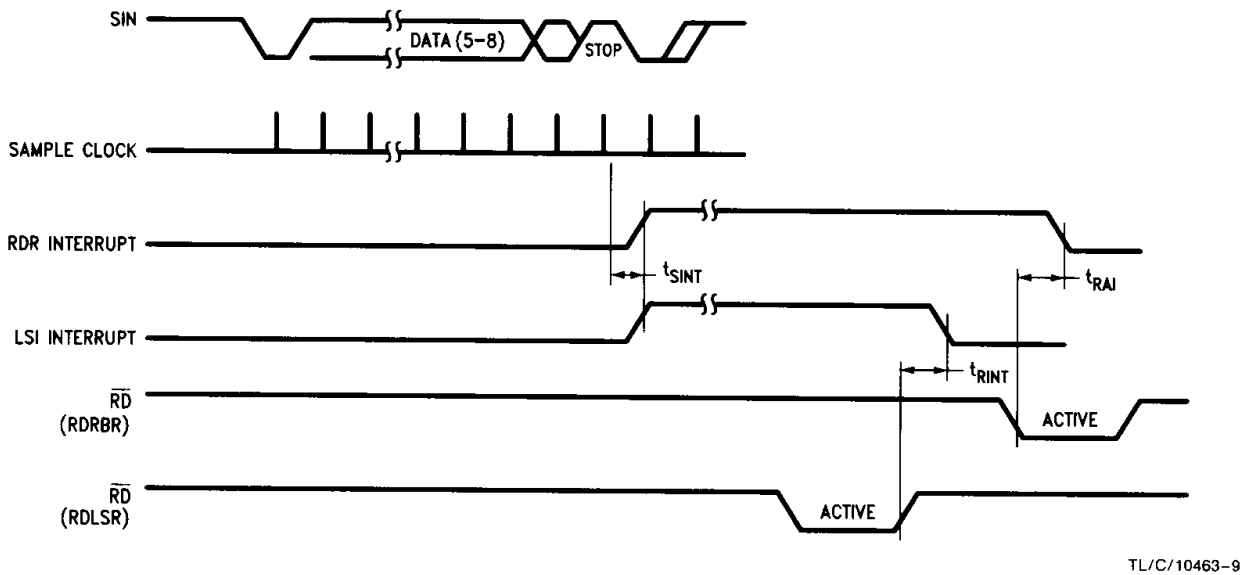 SIN
DATA (5-8)
STOP
SAMPLE CLOCK
RDR INTERRUPT
tSINT
tRAI
LSI INTERRUPT
tRINT
RD
(RDRBR)
ACTIVE
RD
(RDLSR)
ACTIVE
TL/C/10463-9